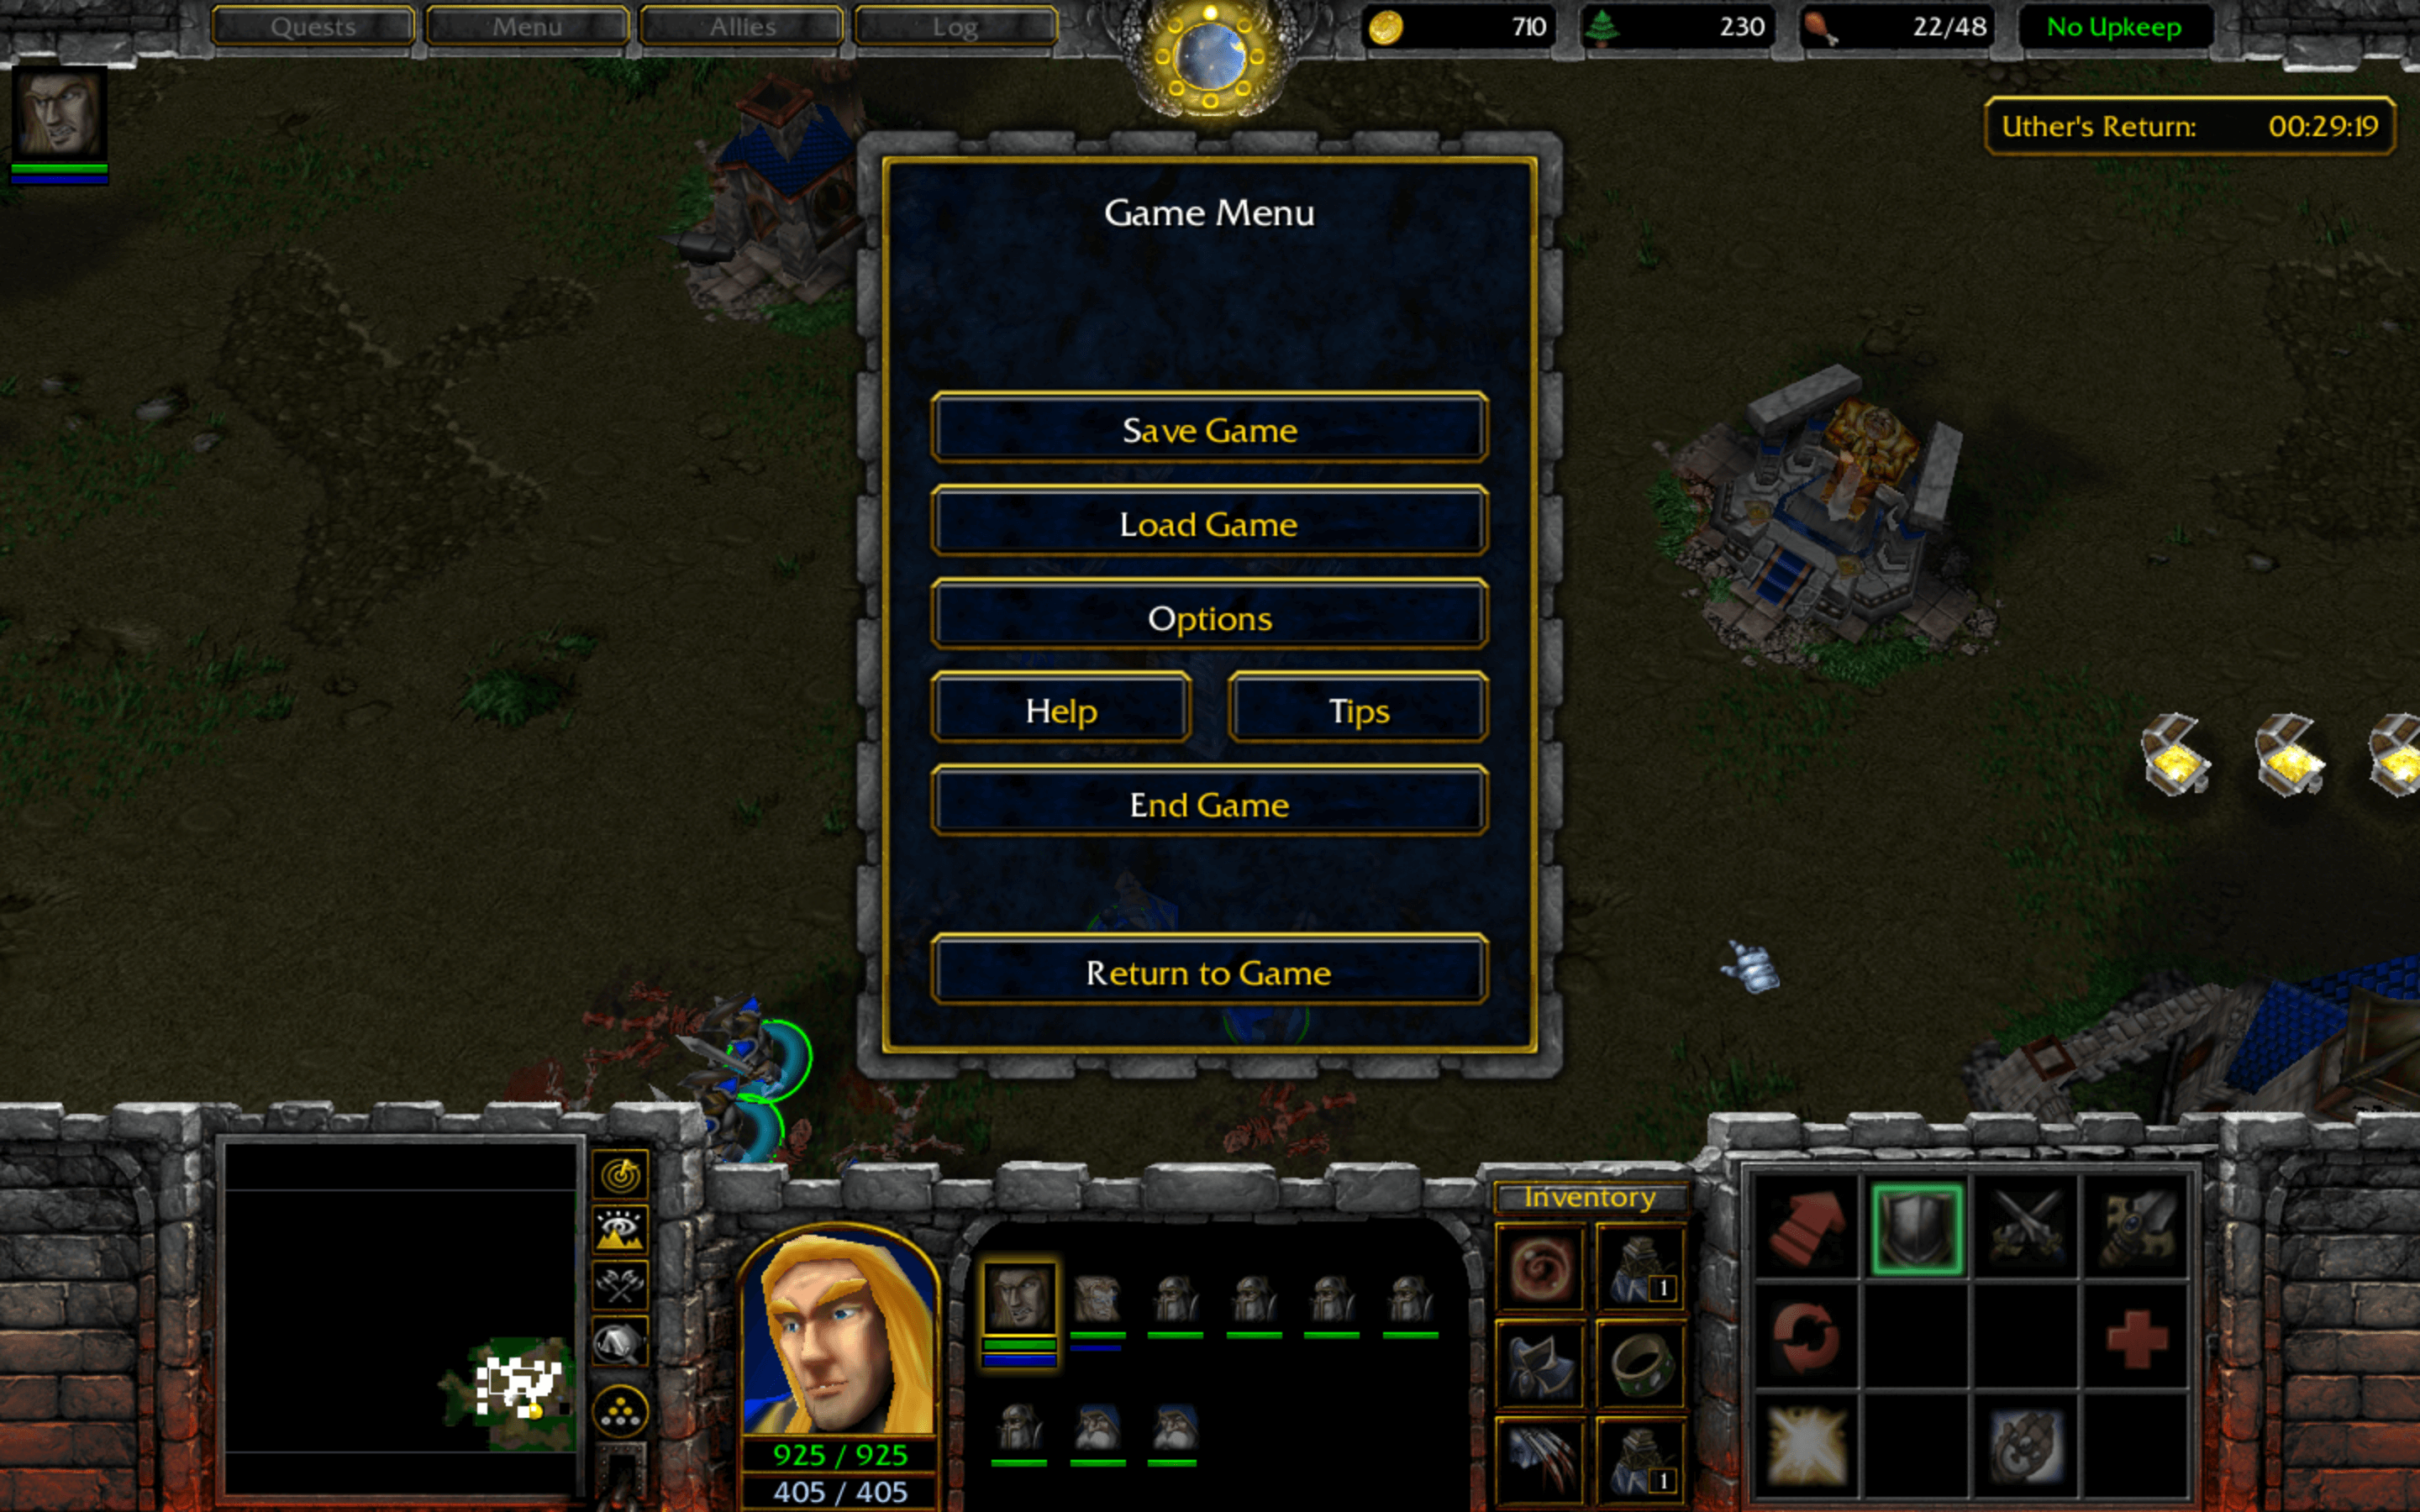 Quests Menu Allies Log 710 230 22/48 No Upkeep
Uther's Return: 00:29:19
Game Menu
Save Game
Load Game
Options
Help Tips
End Game
Return to Game
Inventory
1
925 / 925
405 / 405
1